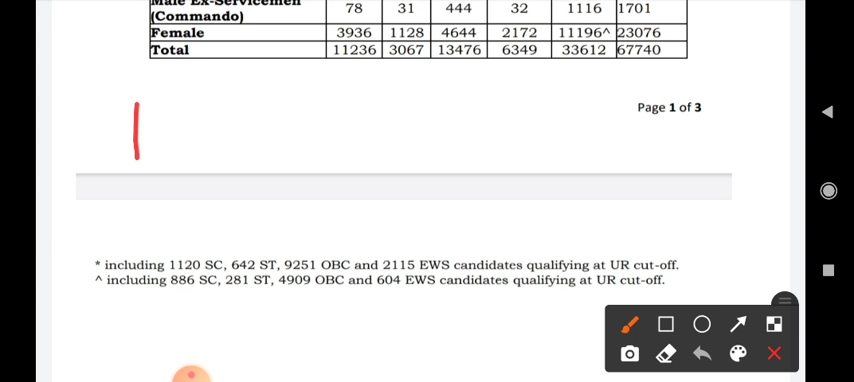 Male Ex-Servicemen (Commando) 78 31 444 32 1116 1701
Female 3936 1128 4644 2172 11196^ 23076
Total 11236 3067 13476 6349 33612 67740
Page 1 of 3
* including 1120 SC, 642 ST, 9251 OBC and 2115 EWS candidates qualifying at UR cut-off.
^ including 886 SC, 281 ST, 4909 OBC and 604 EWS candidates qualifying at UR cut-off.